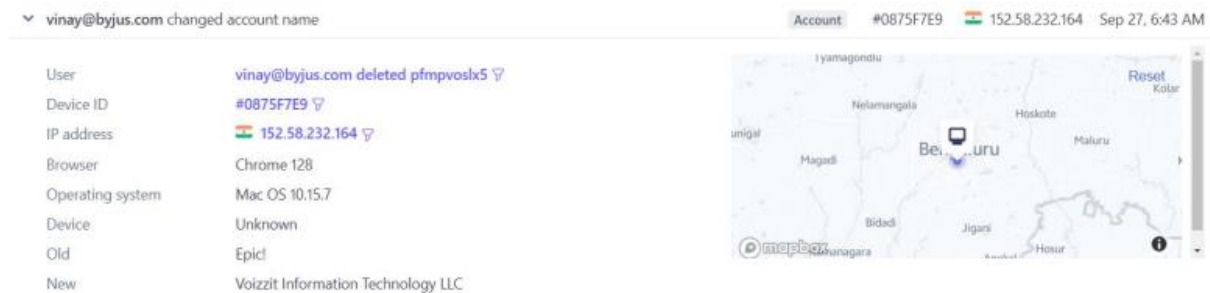 vinay@byjus.com changed account name Account #0875F7E9 152.58.232.164 Sep 27, 6:43 AM
User vinay@byjus.com deleted pfmpvoslx5
Device ID #0875F7E9
IP address 152.58.232.164
Browser Chrome 128
Operating system Mac OS 10.15.7
Device Unknown
Old Epic!
New Voizzit Information Technology LLC
Tyamagondlu
Reset
Kolar
Nelamangala
Hoskote
unigal
Maluru
Magadi
Bidadi
Jigani
mapbox
Hosur